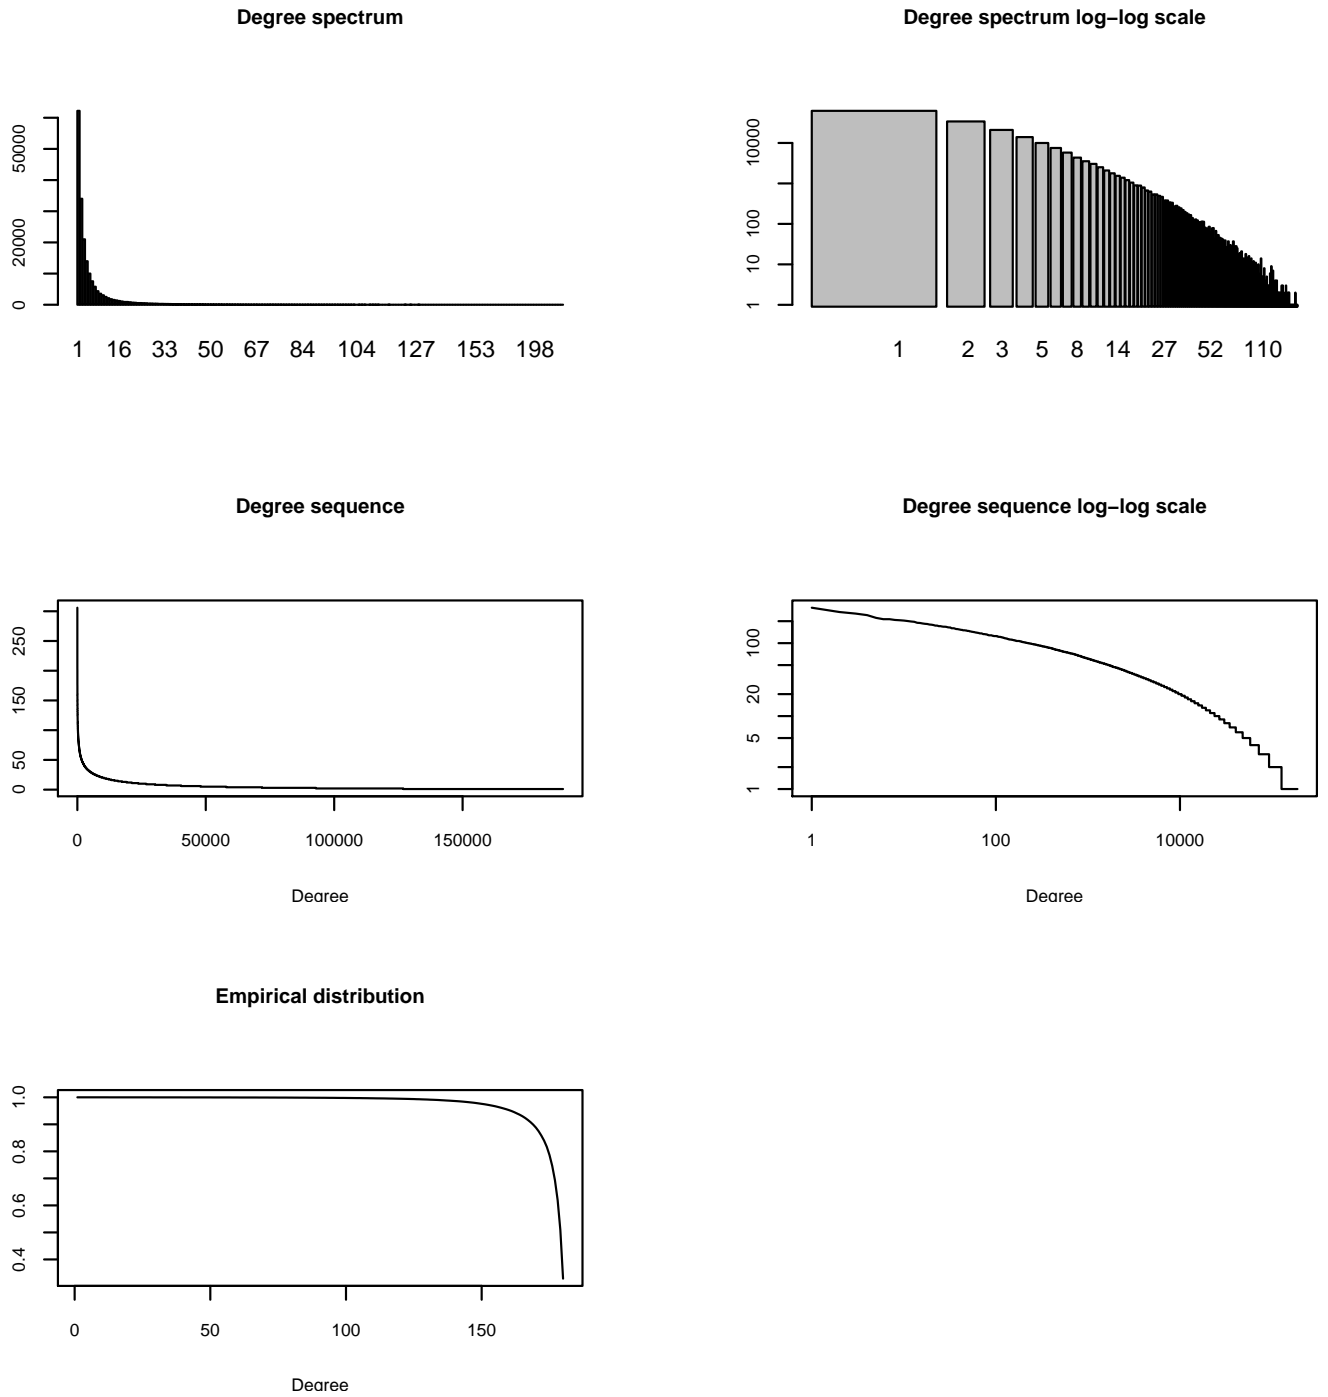 Degree spectrum
50000
20000
0
1 16 33 50 67 84 104 127 153 198
Degree spectrum log−log scale
10000
100
10
1
1 2 3 5 8 14 27 52 110
Degree sequence
250
150
50
0
0 50000 100000 150000
Degree
Degree sequence log−log scale
100
20
5
1
1 100 10000
Degree
Empirical distribution
1.0
0.8
0.6
0.4
0 50 100 150
Degree